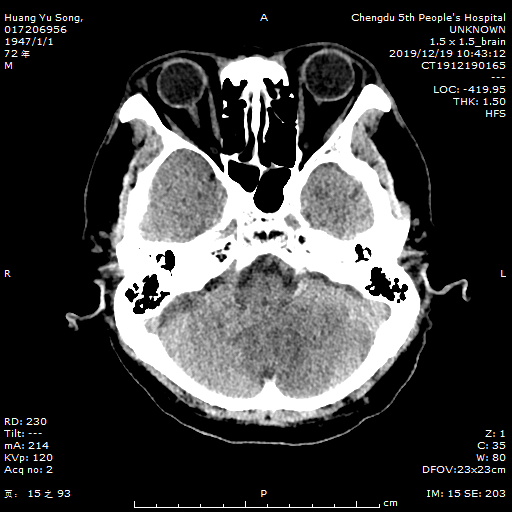 Huang Yu Song,
017206956
1947/1/1
72 年
M
A
Chengdu 5th People's Hospital
UNKNOWN
1.5 x 1.5_brain
2019/12/19 10:43:12
CT1912190165
---
LOC: -419.95
THK: 1.50
HFS
R
L
RD: 230
Tilt: ---
mA: 214
KVp: 120
Acq no: 2
页: 15 之 93
P
cm
Z: 1
C: 35
W: 80
DFOV:23x23cm
IM: 15 SE: 203